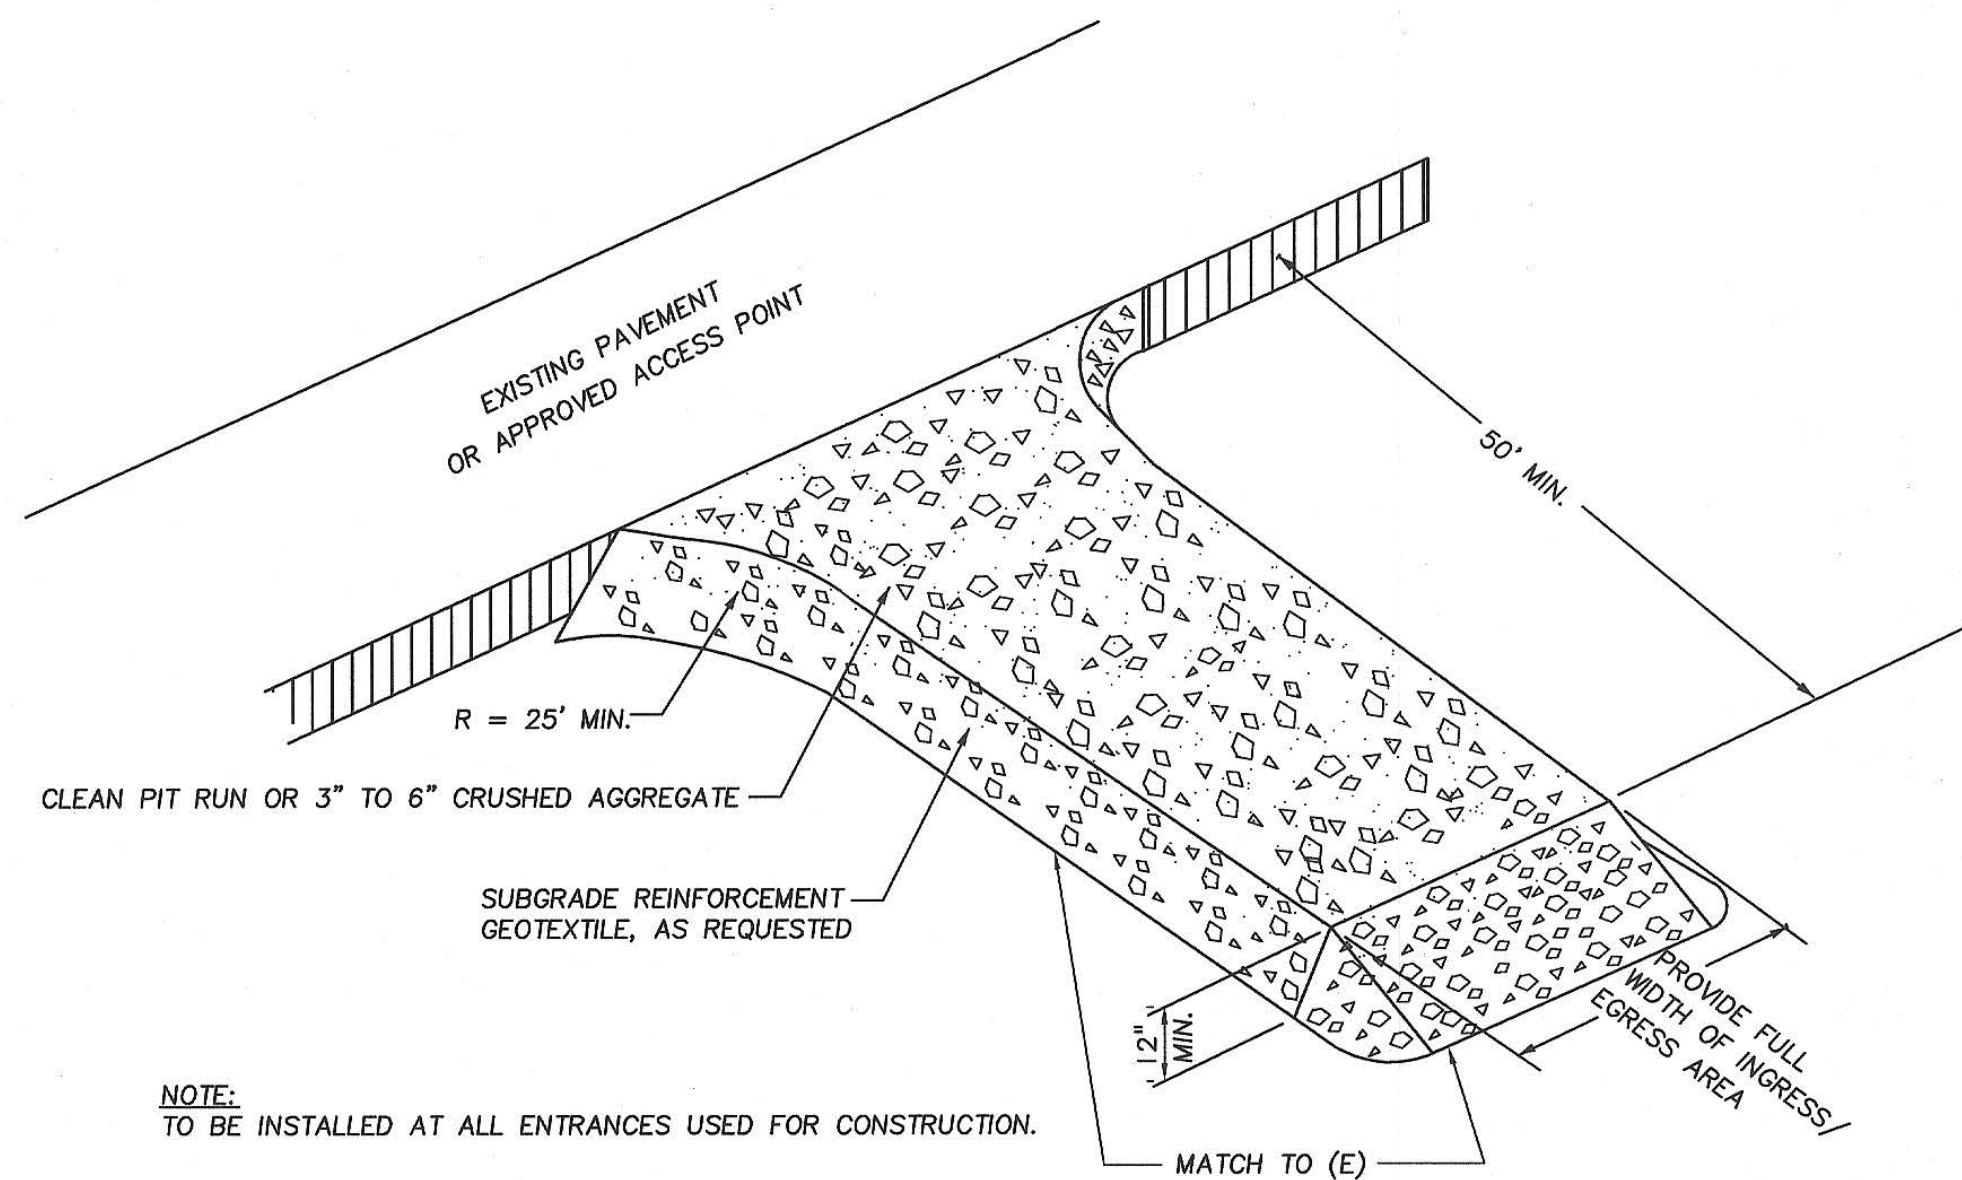 EXISTING PAVEMENT
OR APPROVED ACCESS POINT
50' MIN.
R = 25' MIN.
CLEAN PIT RUN OR 3" TO 6" CRUSHED AGGREGATE
SUBGRADE REINFORCEMENT
GEOTEXTILE, AS REQUESTED
12"
MIN.
PROVIDE FULL
WIDTH OF INGRESS/
EGRESS AREA
NOTE:
TO BE INSTALLED AT ALL ENTRANCES USED FOR CONSTRUCTION.
MATCH TO (E)